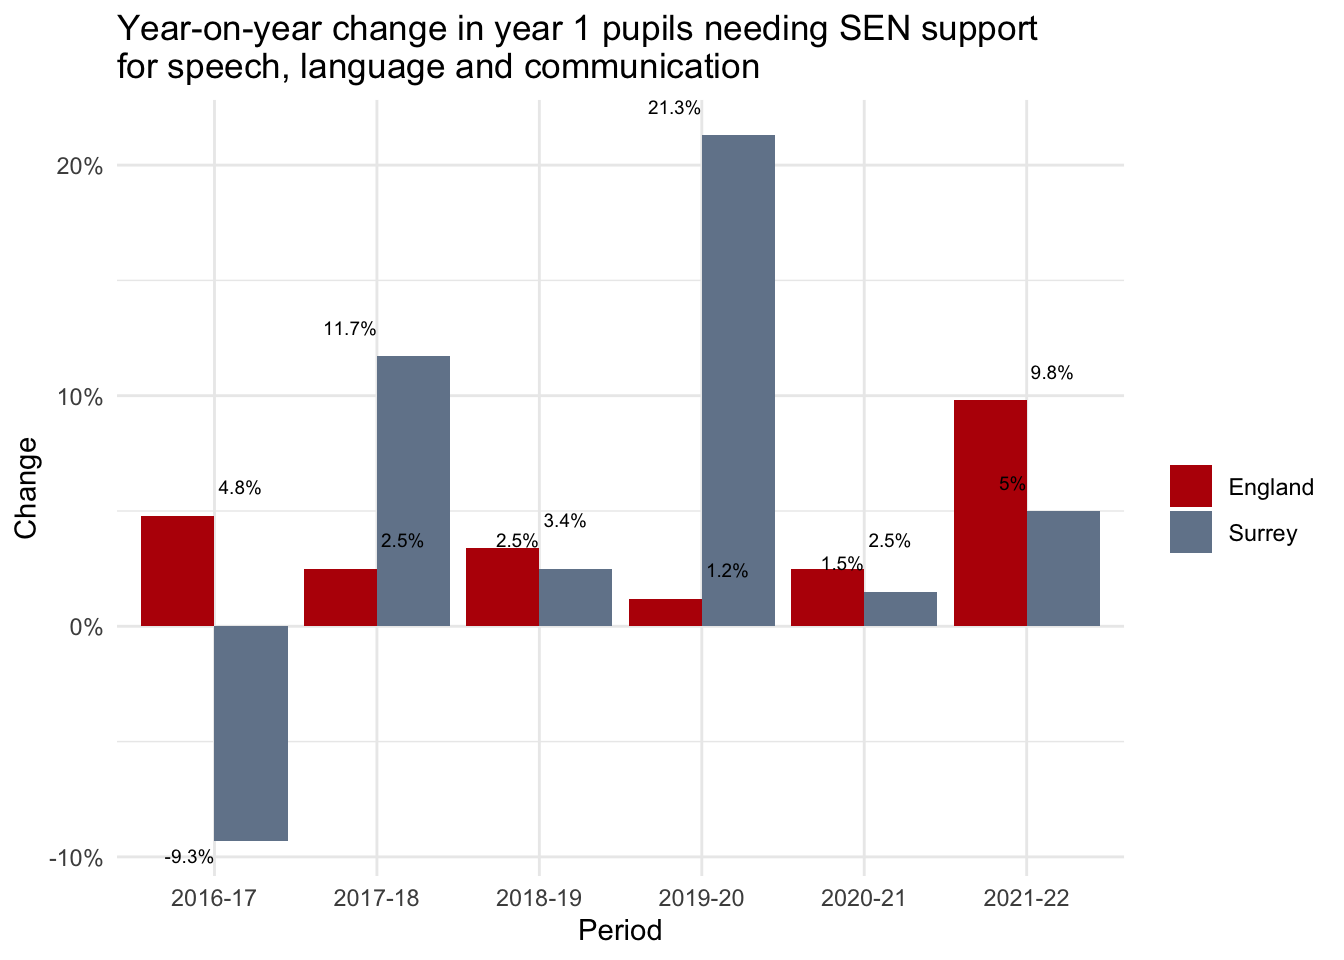 Year-on-year change in year 1 pupils needing SEN support
for speech, language and communication
21.3%
20%
11.7%
10%
9.8%
Change
4.8%
5%
England
3.4%
2.5%
2.5%
2.5%
Surrey
1.5%
1.2%
0%
-9.3%
-10%
2016-17 2017-18 2018-19 2019-20 2020-21 2021-22
Period